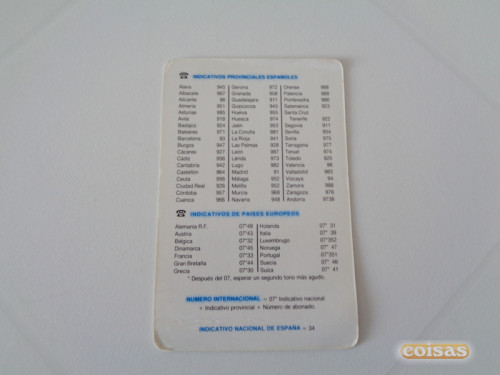 INDICATIVOS PROVINCIALES ESPAÑOLES
Alava 945 Gerona 972 Orense 988
Albacete 967 Granada 958 Palencia 988
Alicante 96 Guadalajara 911 Pontevedra 986
Almería 951 Guipúzcoa 943 Salamanca 923
Asturias 985 Huelva 955 Santa Cruz
Avila 918 Huesca 974 Tenerife 922
Badajoz 924 Jaén 953 Segovia 911
Baleares 971 La Coruña 981 Sevilla 954
Barcelona 93 La Rioja 941 Soria 975
Burgos 947 Las Palmas 928 Tarragona 977
Cáceres 927 León 987 Teruel 974
Cádiz 956 Lérida 973 Toledo 925
Cantabria 942 Lugo 982 Valencia 96
Castellón 964 Madrid 91 Valladolid 983
Ceuta 956 Málaga 952 Vizcaya 94
Ciudad Real 926 Melilla 952 Zamora 988
Córdoba 957 Murcia 968 Zaragoza 976
Cuenca 966 Navarra 948 Andorra 9738
INDICATIVOS DE PAISES EUROPEOS
Alemania R.F. 07*49 Holanda 07* 31
Austria 07*43 Italia 07* 39
Bélgica 07*32 Luxemburgo 07*352
Dinamarca 07*45 Noruega 07* 47
Francia 07*33 Portugal 07*351
Gran Bretaña 07*44 Suecia 07* 46
Grecia 07*30 Suiza 07* 41
* Después del 07, esperar un segundo tono más agudo.
NUMERO INTERNACIONAL = 07* Indicativo nacional
+ Indicativo provincial + Número de abonado.
INDICATIVO NACIONAL DE ESPAÑA = 34
coisas